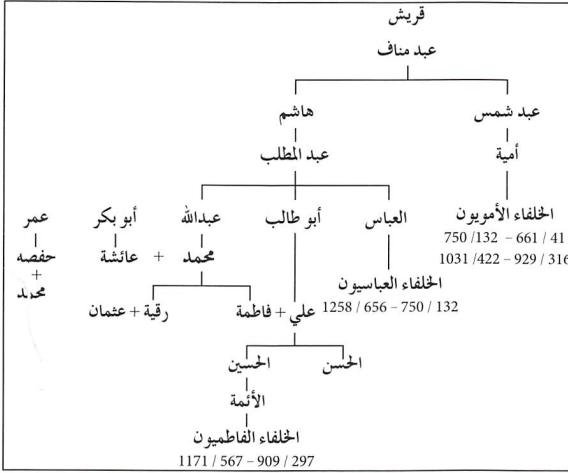 قريش
عبد مناف
عبد شمس
هاشم
أمية
عبد المطلب
الخلفاء الأمويون
41 / 661 – 132/ 750
316/ 929 – 422/ 1031
العباس
أبو طالب
عبدالله
أبو بكر
عمر
محمد + عائشة
حفصه
+
محمد
الخلفاء العباسيون
132 / 750 – 656 / 1258
علي + فاطمة
رقية + عثمان
الحسن
الحسين
الأئمة
الخلفاء الفاطميون
297 / 909 – 567 / 1171